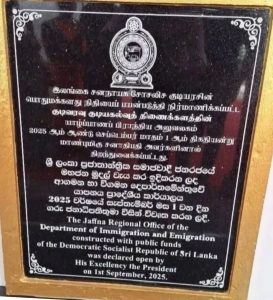 இலங்கை சனநாயக சோசலிச குடியரசின்
பொதுமக்களது நிதியைப் பயன்படுத்தி நிர்மாணிக்கப்பட்ட
குடிவரவு குடியகல்வுத் திணைக்களத்தின்
யாழ்ப்பாணப் பிராந்திய அலுவலகம்
2025 ஆம் ஆண்டு செப்டெம்பர் மாதம் 1 ஆம் திகதியன்று
மாண்புமிகு சனாதிபதி அவர்களினால்
திறந்துவைக்கப்பட்டது.
ශ්‍රී ලංකා ප්‍රජාතාන්ත්‍රික සමාජවාදී ජනරජයේ
මහජන මුදල් වැය කර ඉදිකරන ලද
ආගමන හා විගමන දෙපාර්තමේන්තුවේ
යාපනය ප්‍රාදේශීය කාර්යාලය
2025 වර්ෂයේ සැප්තැම්බර් මස 1 වන දින
ගරු ජනාධිපතිතුමා විසින් විවෘත කරන ලදී.
The Jaffna Regional Office of the
Department of Immigration and Emigration
constructed with public funds
of the Democratic Socialist Republic of Sri Lanka
was declared open by
His Excellency the President
on 1st September, 2025.